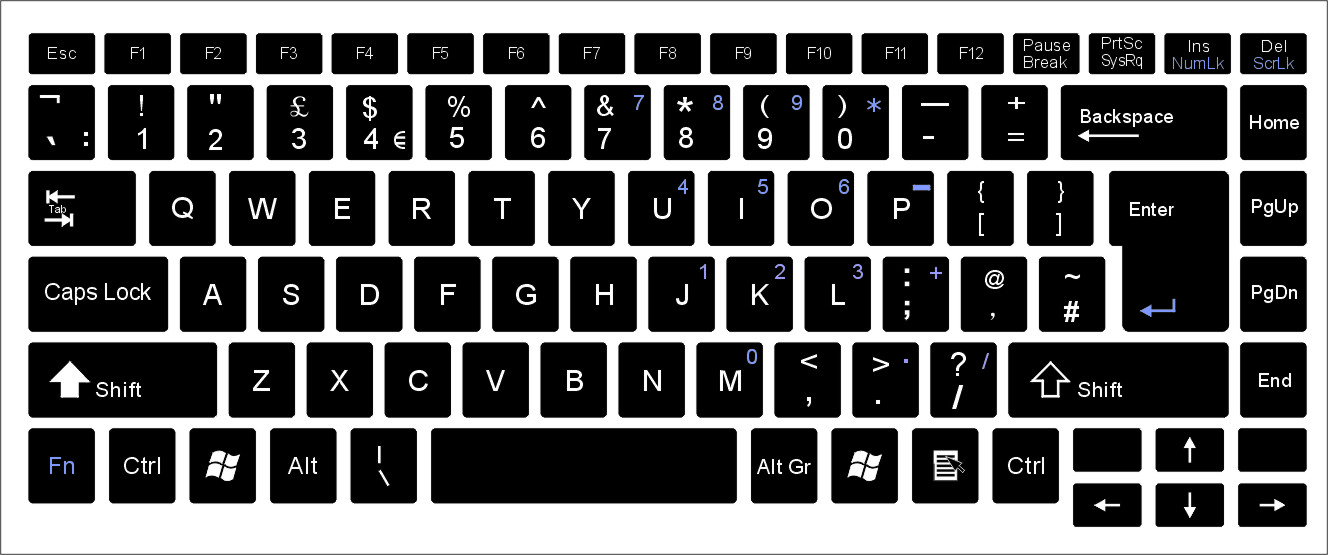 Esc F1 F2 F3 F4 F5 F6 F7 F8 F9 F10 F11 F12 Pause PrtSc Ins Del
Break SysRq NumLk ScrLk
¬ ! " £ $ % ^ & 7 * 8 ( 9 ) * — + Backspace Home
` : 1 2 3 4 € 5 6 7 8 9 0 - =
Tab Q W E R T Y U 4 I 5 O 6 P - { } Enter PgUp
[ ]
Caps Lock A S D F G H J 1 K 2 L 3 : + @ ~ PgDn
; , #
Shift Z X C V B N M 0 < > . ? / Shift End
, . /
Fn Ctrl Alt | Alt Gr Ctrl ↑
\
← ↓ →